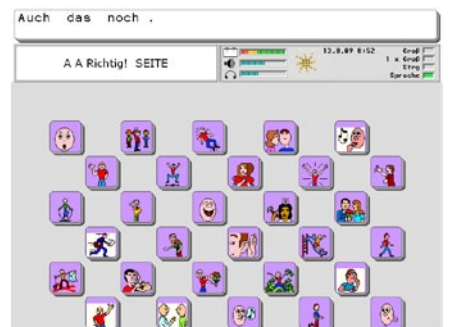 Auch das noch .
13.8.09 8:52
Groß
1 x Groß
Strg
Sprache
A A Richtig! SEITE